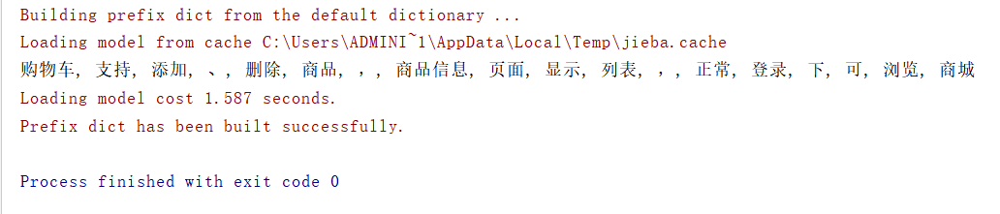 Building prefix dict from the default dictionary ...
Loading model from cache C:\Users\ADMINI~1\AppData\Local\Temp\jieba.cache
购物车, 支持, 添加, 、, 删除, 商品, ，, 商品信息, 页面, 显示, 列表, ，, 正常, 登录, 下, 可, 浏览, 商城
Loading model cost 1.587 seconds.
Prefix dict has been built successfully.
Process finished with exit code 0